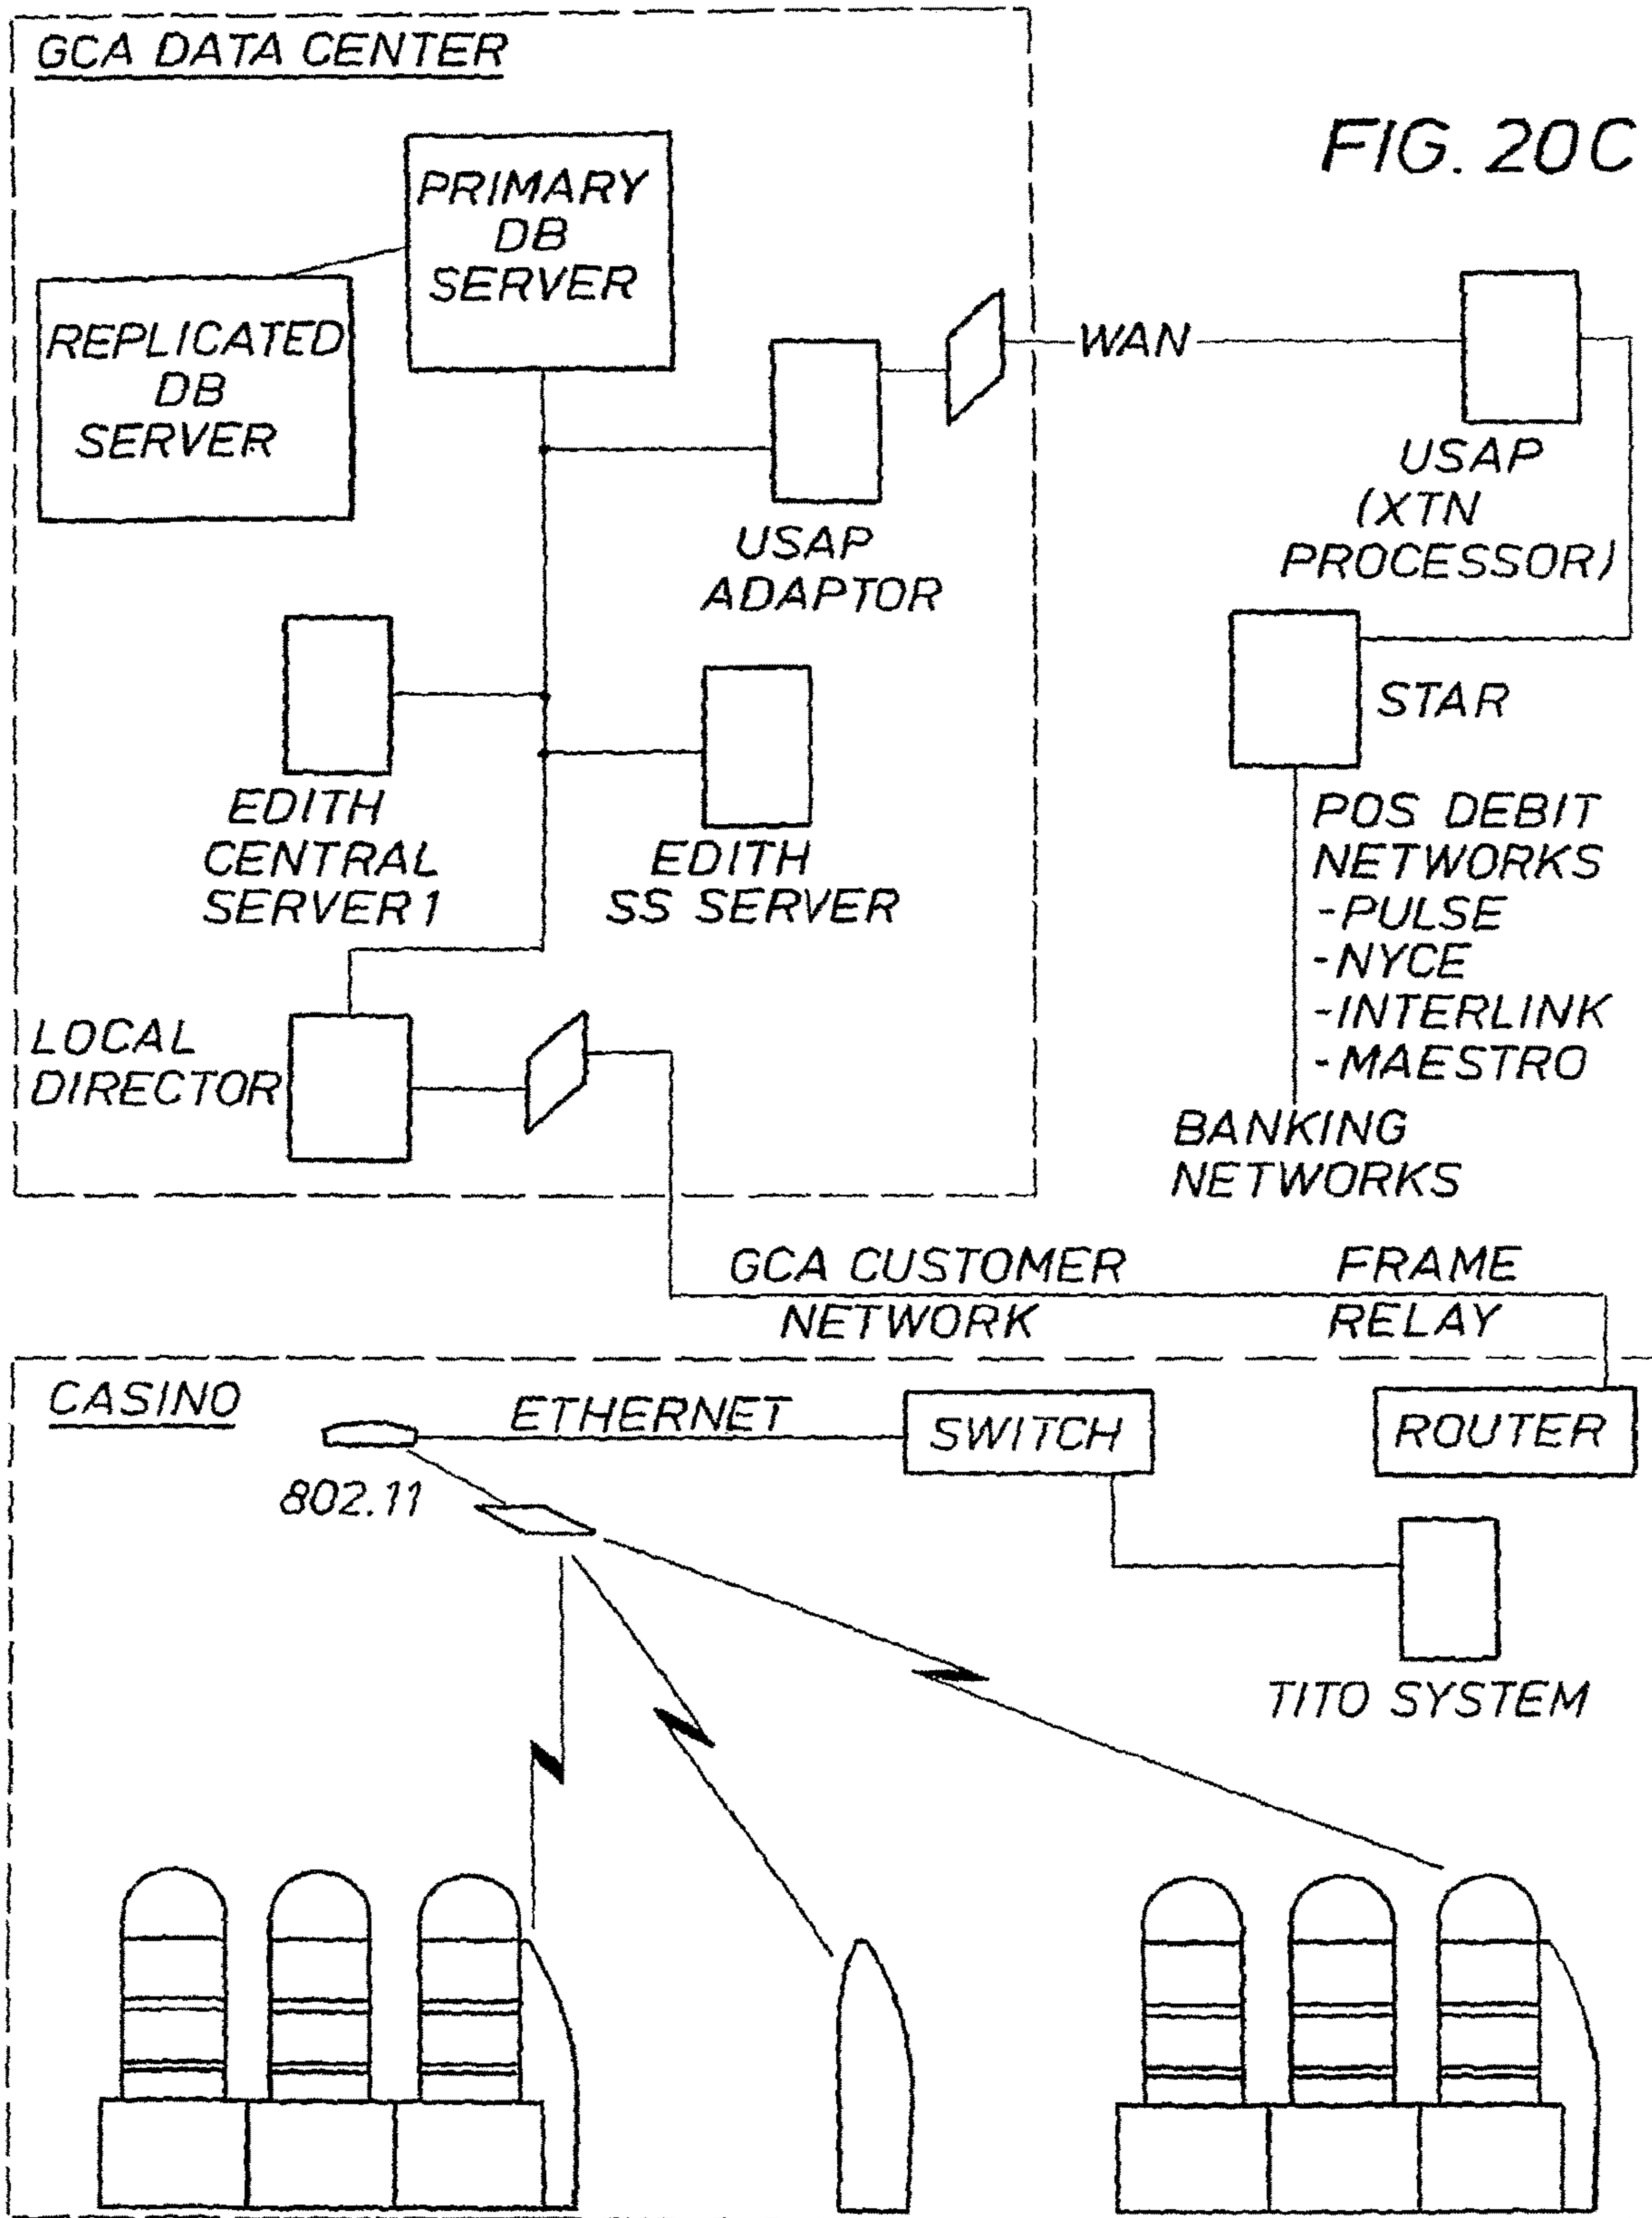 GCA DATA CENTER
FIG. 20C
PRIMARY
DB
SERVER
REPLICATED
DB
SERVER
USAP
ADAPTOR
WAN
USAP
(XTN
PROCESSOR)
STAR
EDITH
CENTRAL
SERVER 1
EDITH
SS SERVER
POS DEBIT
NETWORKS
-PULSE
-NYCE
-INTERLINK
-MAESTRO
BANKING
NETWORKS
LOCAL
DIRECTOR
GCA CUSTOMER
NETWORK
FRAME
RELAY
CASINO
ETHERNET
SWITCH
ROUTER
802.11
TITO SYSTEM